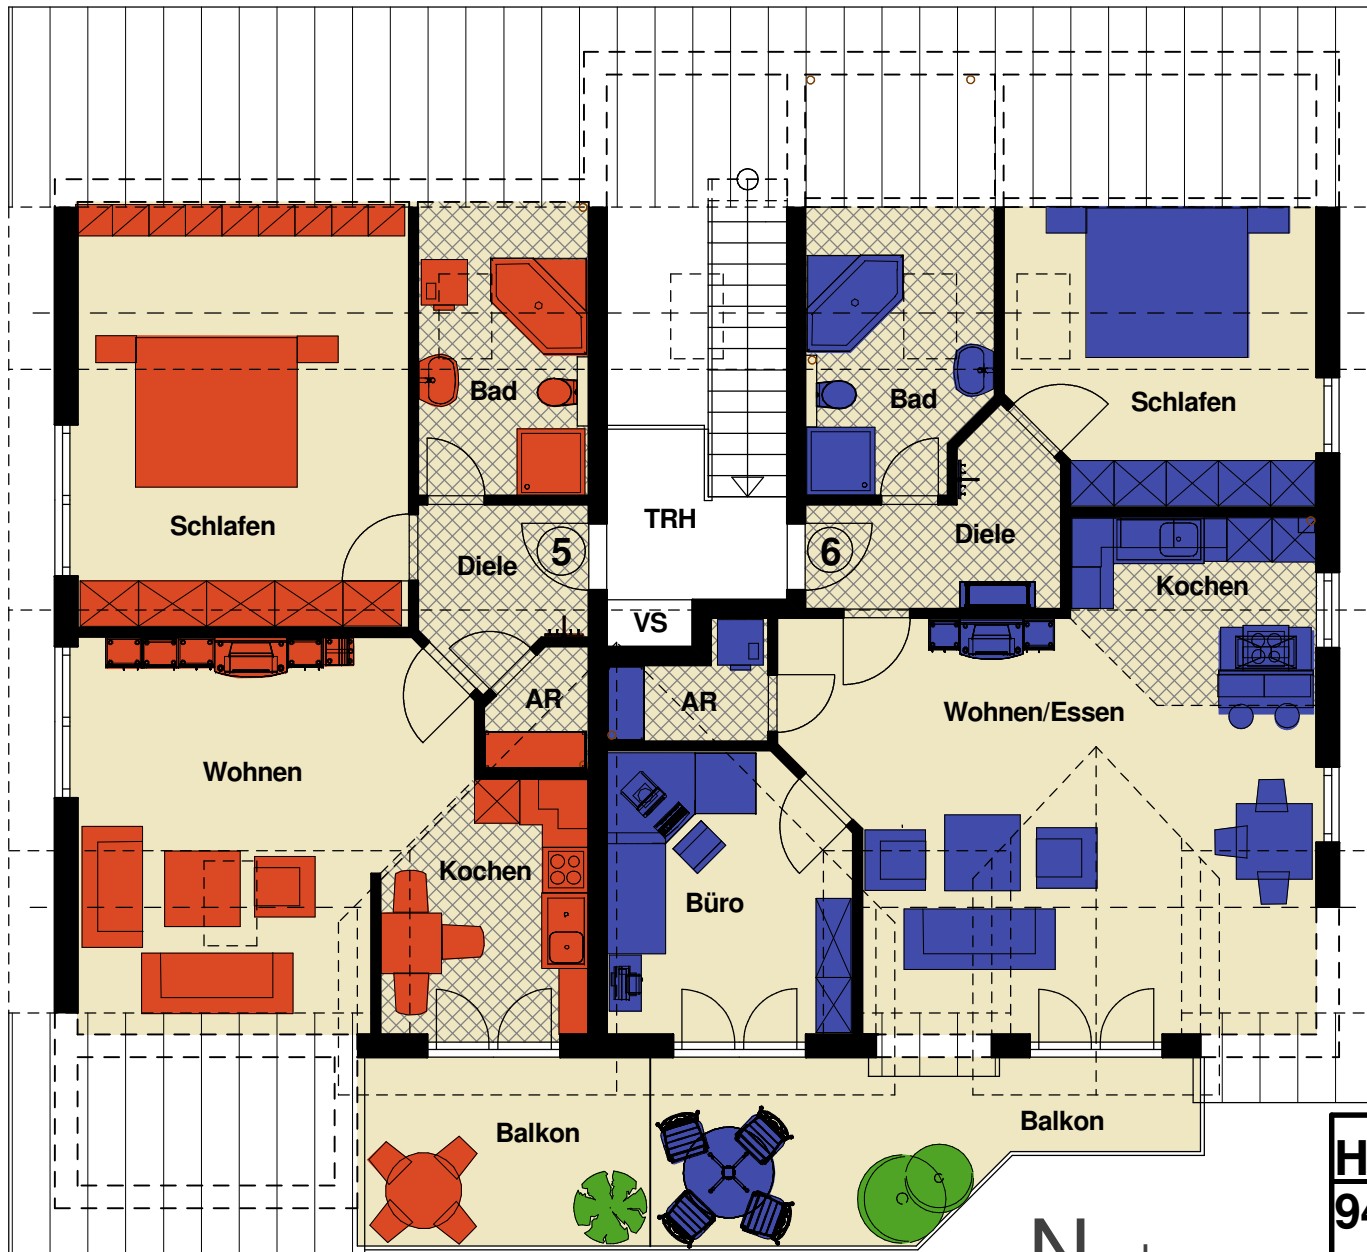 Bad
Bad
Schlafen
TRH
Schlafen
5
6
Diele
Diele
Kochen
VS
AR
AR
Wohnen/Essen
Wohnen
Kochen
Büro
Balkon
Balkon
H
94
N